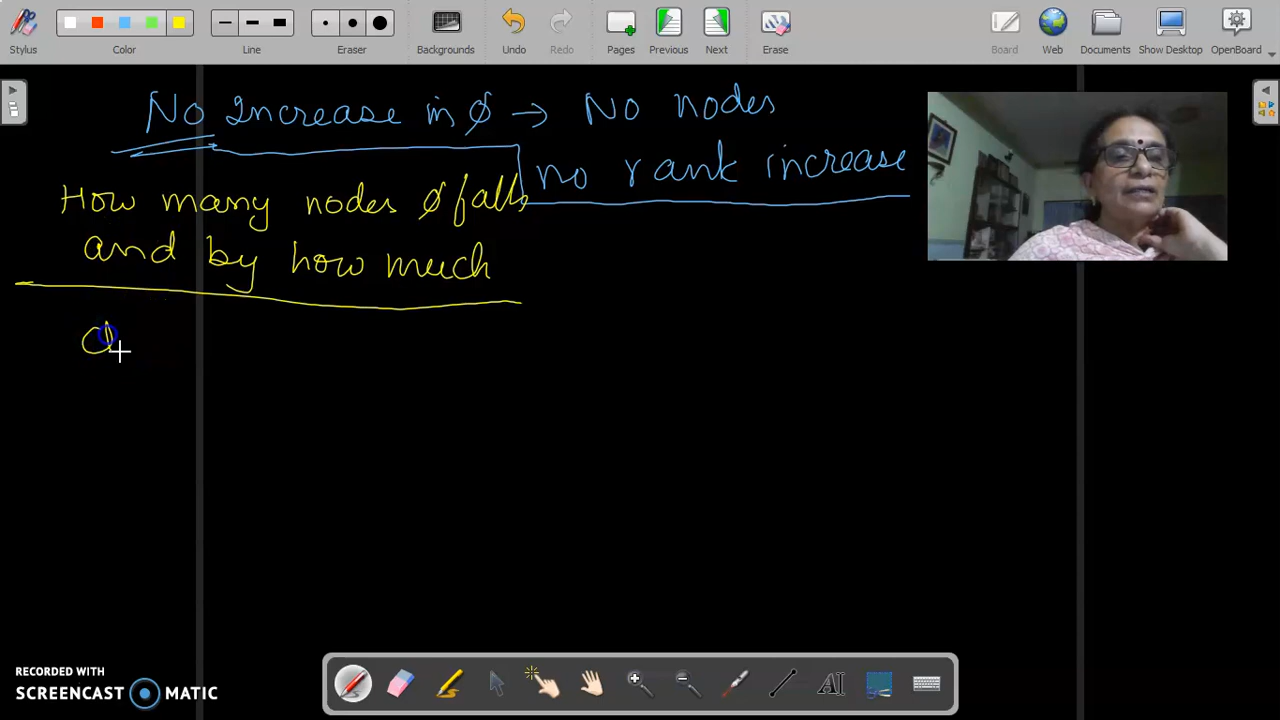 Stylus
Color
Line
Eraser
Backgrounds
Undo
Redo
Pages
Previous
Next
Erase
Board
Web
Documents
Show Desktop
OpenBoard
No Increase in ø → No nodes
no rank increase
How many nodes ø falls
and by how much
RECORDED WITH
SCREENCAST MATIC
AI